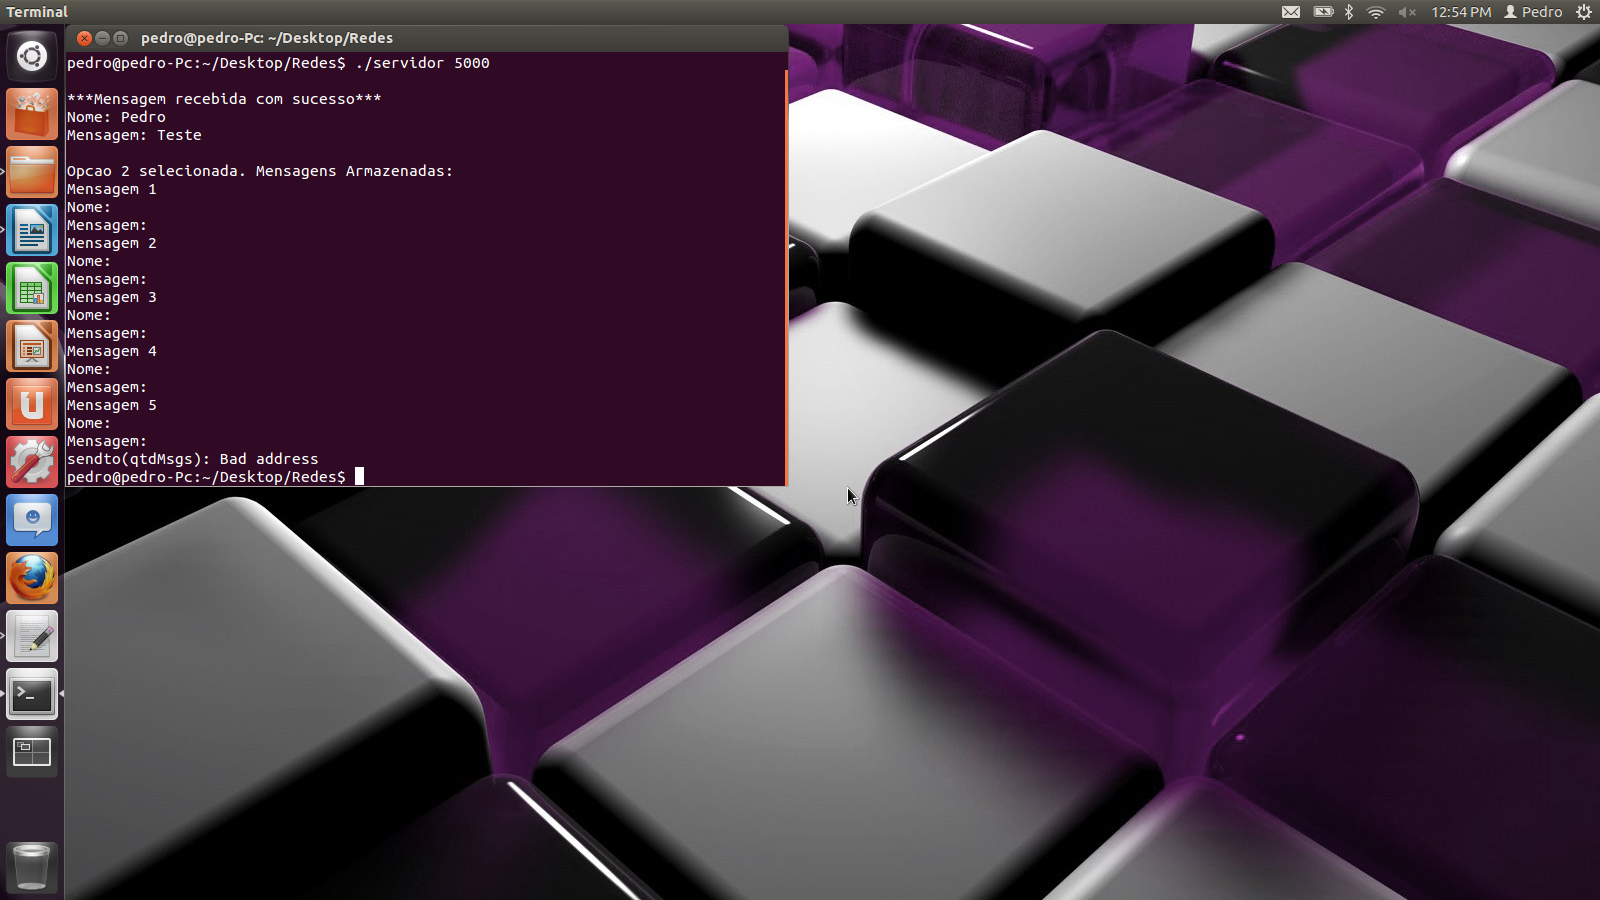 Terminal
12:54 PM
Pedro
pedro@pedro-Pc: ~/Desktop/Redes
pedro@pedro-Pc:~/Desktop/Redes$ ./servidor 5000
***Mensagem recebida com sucesso***
Nome: Pedro
Mensagem: Teste
Opcao 2 selecionada. Mensagens Armazenadas:
Mensagem 1
Nome:
Mensagem:
Mensagem 2
Nome:
Mensagem:
Mensagem 3
Nome:
Mensagem:
Mensagem 4
Nome:
Mensagem:
Mensagem 5
Nome:
Mensagem:
sendto(qtdMsgs): Bad address
pedro@pedro-Pc:~/Desktop/Redes$